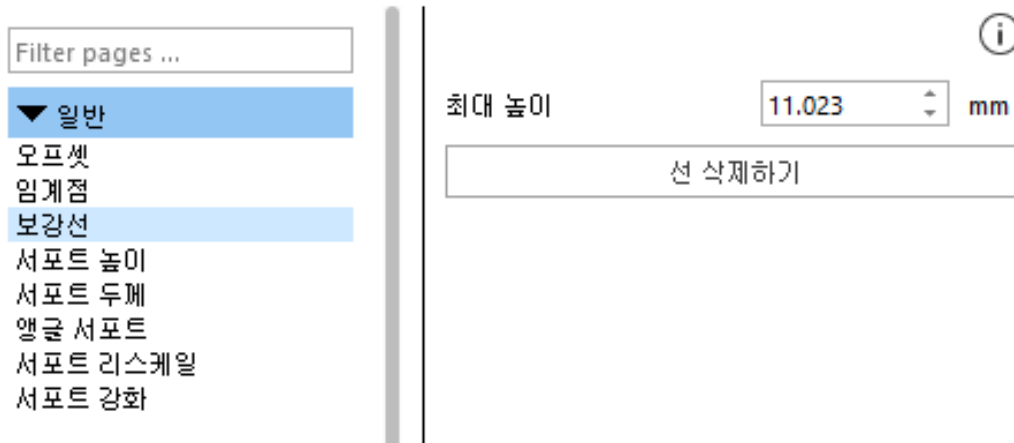 Filter pages ...
▼ 일반
오프셋
임계점
보강선
서포트 높이
서포트 두께
앵글 서포트
서포트 리스케일
서포트 강화
최대 높이 11.023 mm
선 삭제하기